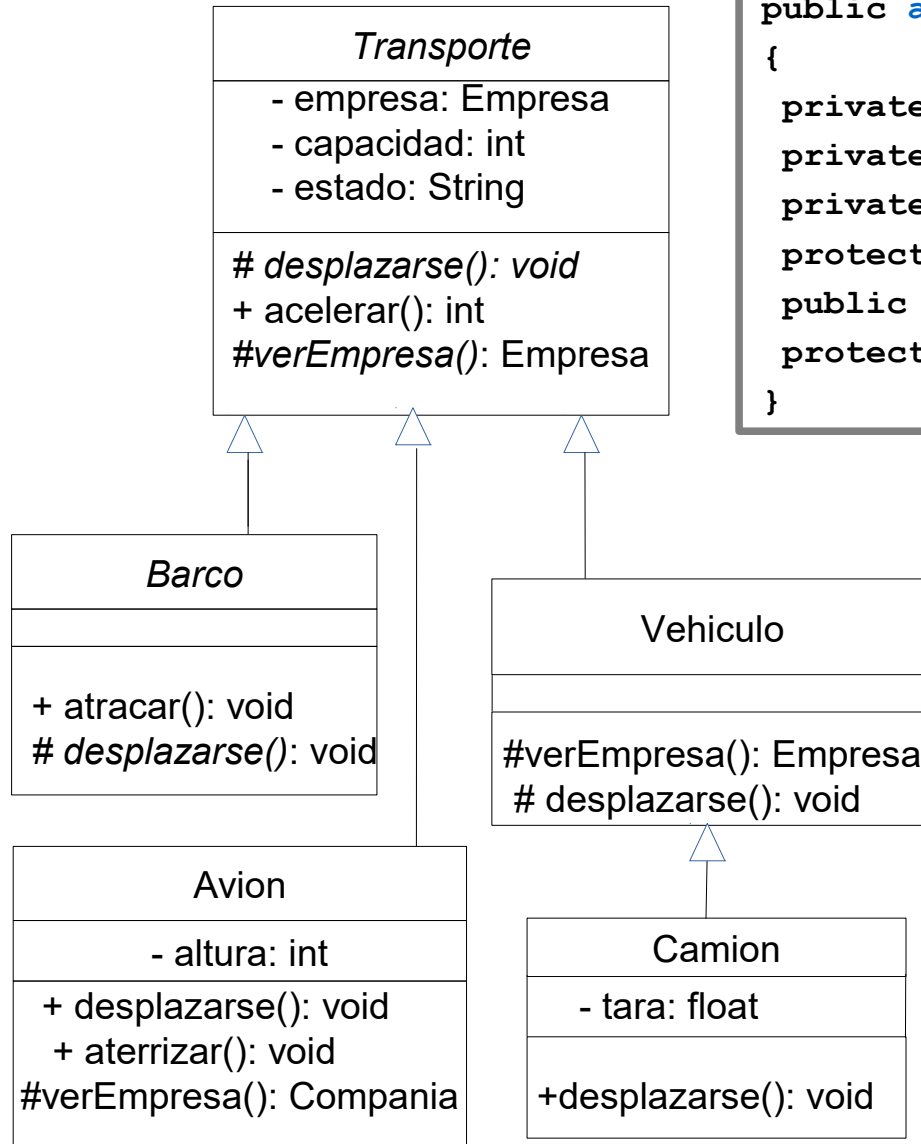 Transporte
- empresa: Empresa
- capacidad: int
- estado: String
# desplazarse(): void
+ acelerar(): int
#verEmpresa(): Empresa
public
{
private
private
private
public
}
Barco
+ atracar(): void
# desplazarse(): void
Vehiculo
#verEmpresa(): Empresa
# desplazarse(): void
Avion
- altura: int
+ desplazarse(): void
+ aterrizar(): void
#verEmpresa(): Compania
Camion
- tara: float
+desplazarse(): void